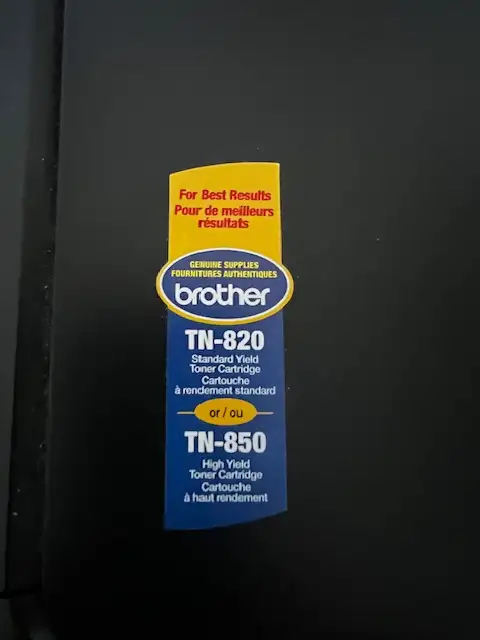 For Best Results
Pour de meilleurs
résultats
GENUINE SUPPLIES
FOURNITURES AUTHENTIQUES
brother
TN-820
Standard Yield
Toner Cartridge
Cartouche
à rendement standard
or / ou
TN-850
High Yield
Toner Cartridge
Cartouche
à haut rendement